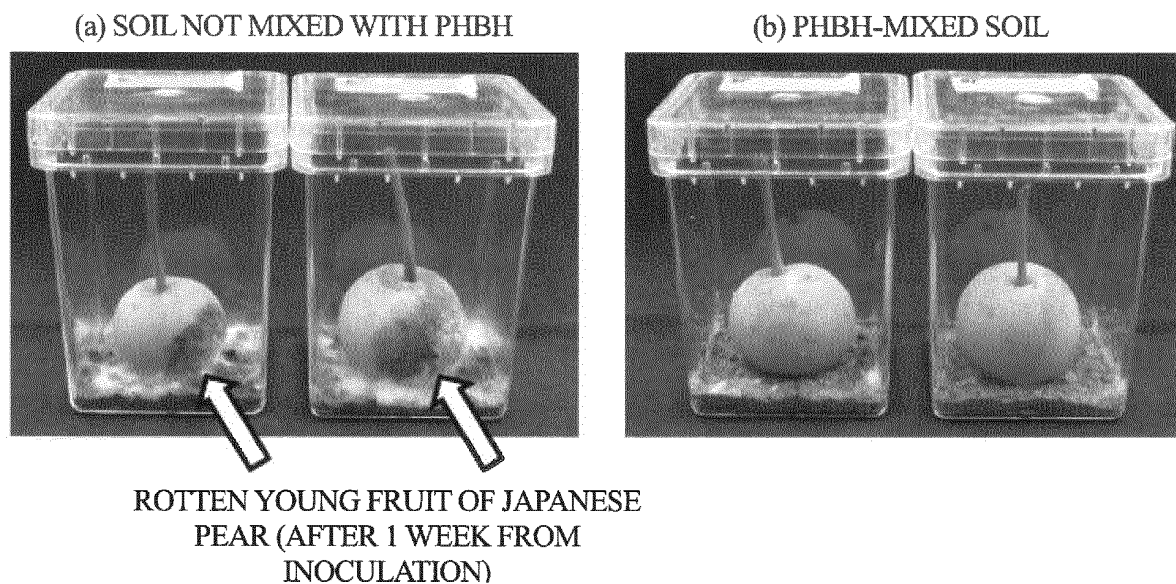 (a) SOIL NOT MIXED WITH PHBH
(b) PHBH-MIXED SOIL
ROTTEN YOUNG FRUIT OF JAPANESE
PEAR (AFTER 1 WEEK FROM
INOCULATION)